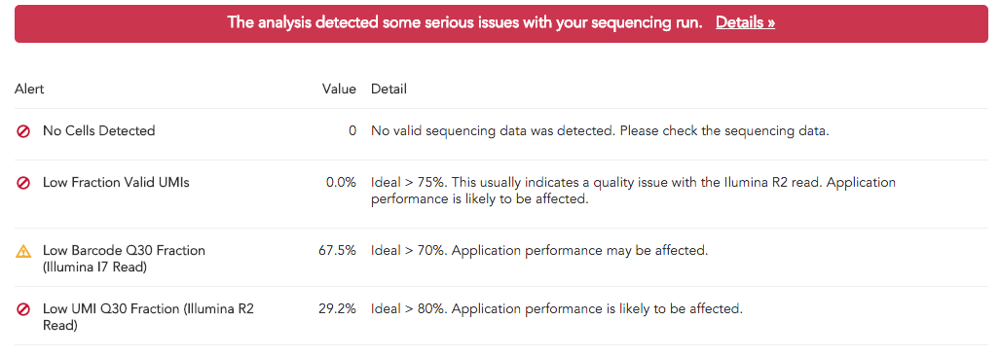 The analysis detected some serious issues with your sequencing run. Details »
Alert Value Detail
No Cells Detected 0 No valid sequencing data was detected. Please check the sequencing data.
Low Fraction Valid UMIs 0.0% Ideal > 75%. This usually indicates a quality issue with the Ilumina R2 read. Application
performance is likely to be affected.
Low Barcode Q30 Fraction 67.5% Ideal > 70%. Application performance may be affected.
(Illumina I7 Read)
Low UMI Q30 Fraction (Illumina R2 29.2% Ideal > 80%. Application performance is likely to be affected.
Read)